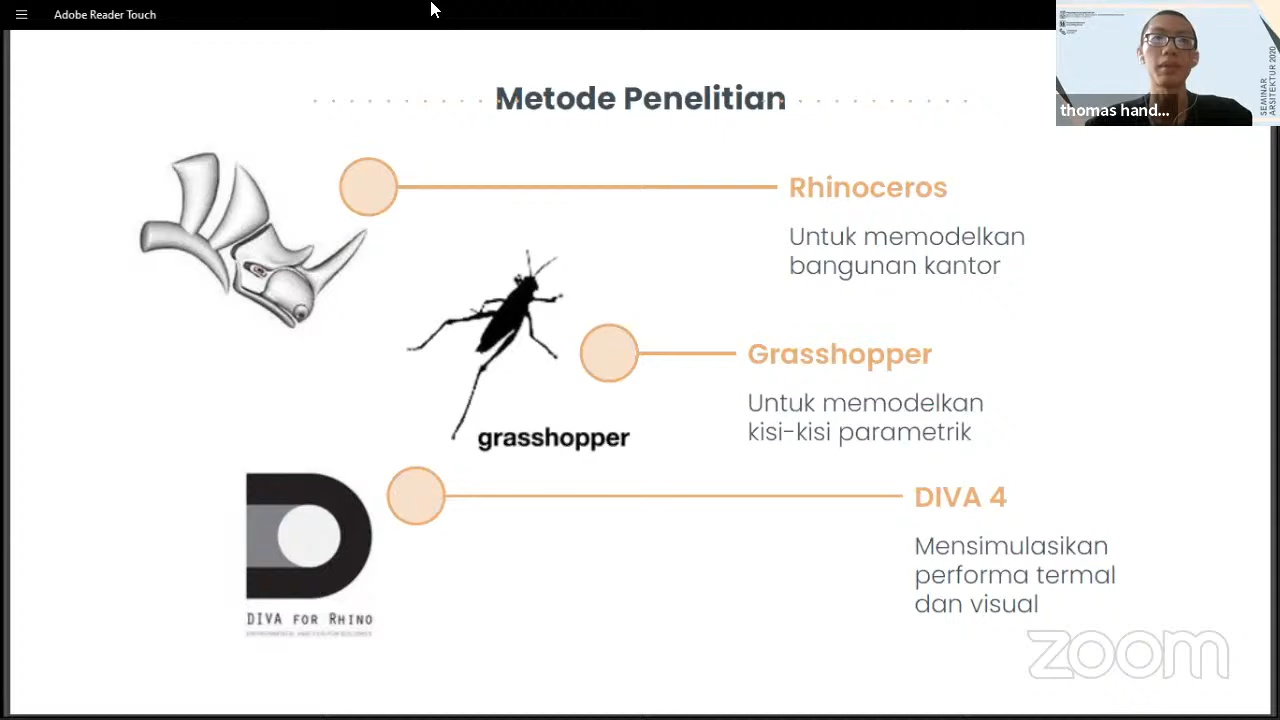 Adobe Reader Touch
Metode Penelitian
SEMINAR
ARSITEKTUR 2020
thomas hand...
Rhinoceros
Untuk memodelkan
bangunan kantor
Grasshopper
Untuk memodelkan
kisi-kisi parametrik
grasshopper
DIVA 4
Mensimulasikan
performa termal
dan visual
DIVA FOR RHINO
zoom